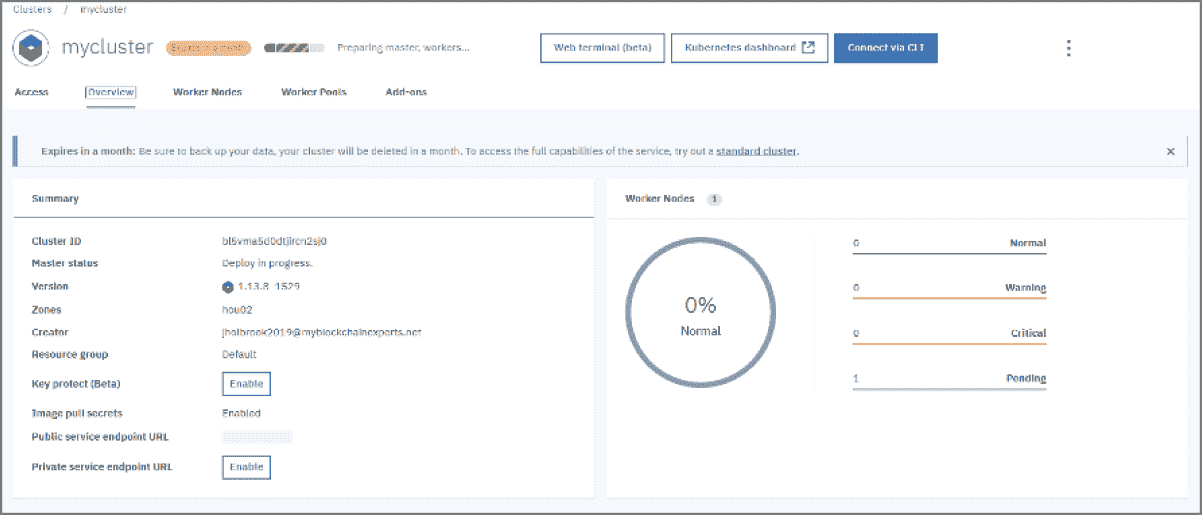 Clusters / mycluster
mycluster Preparing master, workers... Web terminal (beta) Kubernetes dashboard Connect via CLI
Access Overview Worker Nodes Worker Pools Add-ons
Expires in a month: Be sure to back up your data, your cluster will be deleted in a month. To access the full capabilities of the service, try out a standard cluster.
Summary
Cluster ID
Master status Deploy in progress.
Version 1.13.8_1529
Zones hou02
Creator jholbrook2019@myblockchainexperts.net
Resource group Default
Key protect (Beta) Enable
Image pull secrets Enabled
Public service endpoint URL
Private service endpoint URL Enable
Worker Nodes 1
0%
Normal
0 Normal
0 Warning
0 Critical
1 Pending